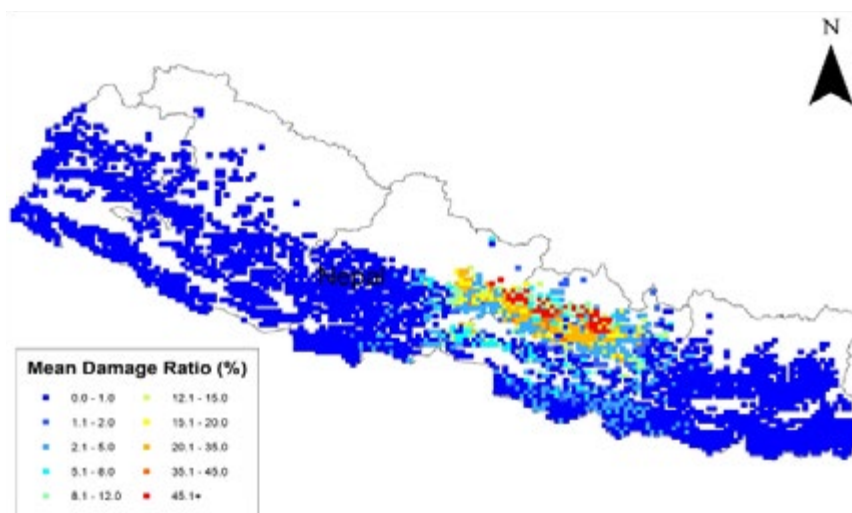 N
Nepal
Mean Damage Ratio (%)
0.0 - 1.0 12.1 - 15.0
1.1 - 2.0 15.1 - 20.0
2.1 - 5.0 20.1 - 35.0
5.1 - 8.0 35.1 - 45.0
8.1 - 12.0 45.1+